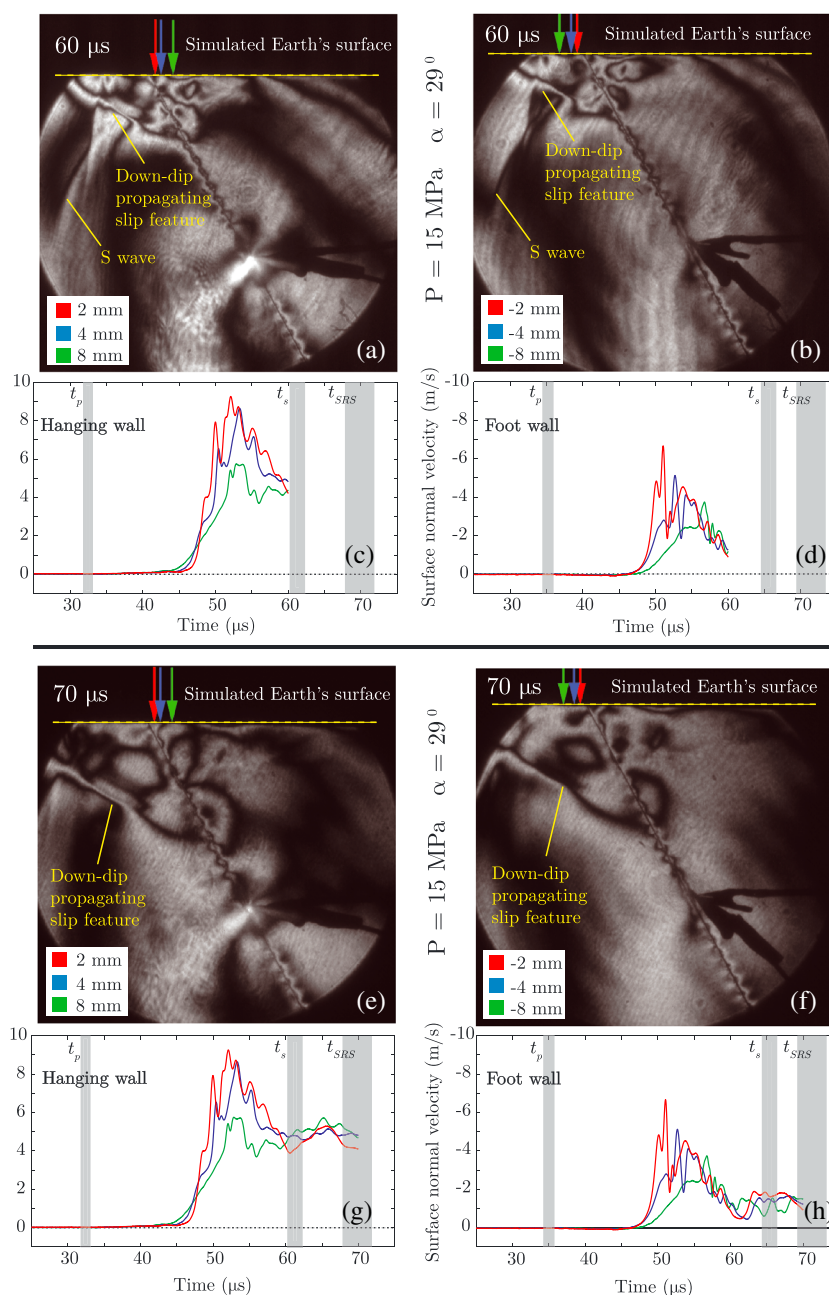 60 μs
Simulated Earth's surface
Down-dip
propagating
slip feature
S wave
2 mm
4 mm
8 mm
(a)
P = 15 MPa α = 29⁰
60 μs
Simulated Earth's surface
Down-dip
propagating
slip feature
S wave
-2 mm
-4 mm
-8 mm
(b)
10
8
6
4
2
0
t_p
t_s
t_SRS
Hanging wall
(c)
30 40 50 60 70
Time (μs)
Surface normal velocity (m/s)
-10
-8
-6
-4
-2
0
t_p
t_s
t_SRS
Foot wall
(d)
30 40 50 60 70
Time (μs)
70 μs
Simulated Earth's surface
Down-dip
propagating
slip feature
2 mm
4 mm
8 mm
(e)
P = 15 MPa α = 29⁰
70 μs
Simulated Earth's surface
Down-dip
propagating
slip feature
-2 mm
-4 mm
-8 mm
(f)
10
8
6
4
2
0
t_p
t_s
t_SRS
Hanging wall
(g)
30 40 50 60 70
Time (μs)
Surface normal velocity (m/s)
-10
-8
-6
-4
-2
0
t_p
t_s
t_SRS
Foot wall
(h)
30 40 50 60 70
Time (μs)